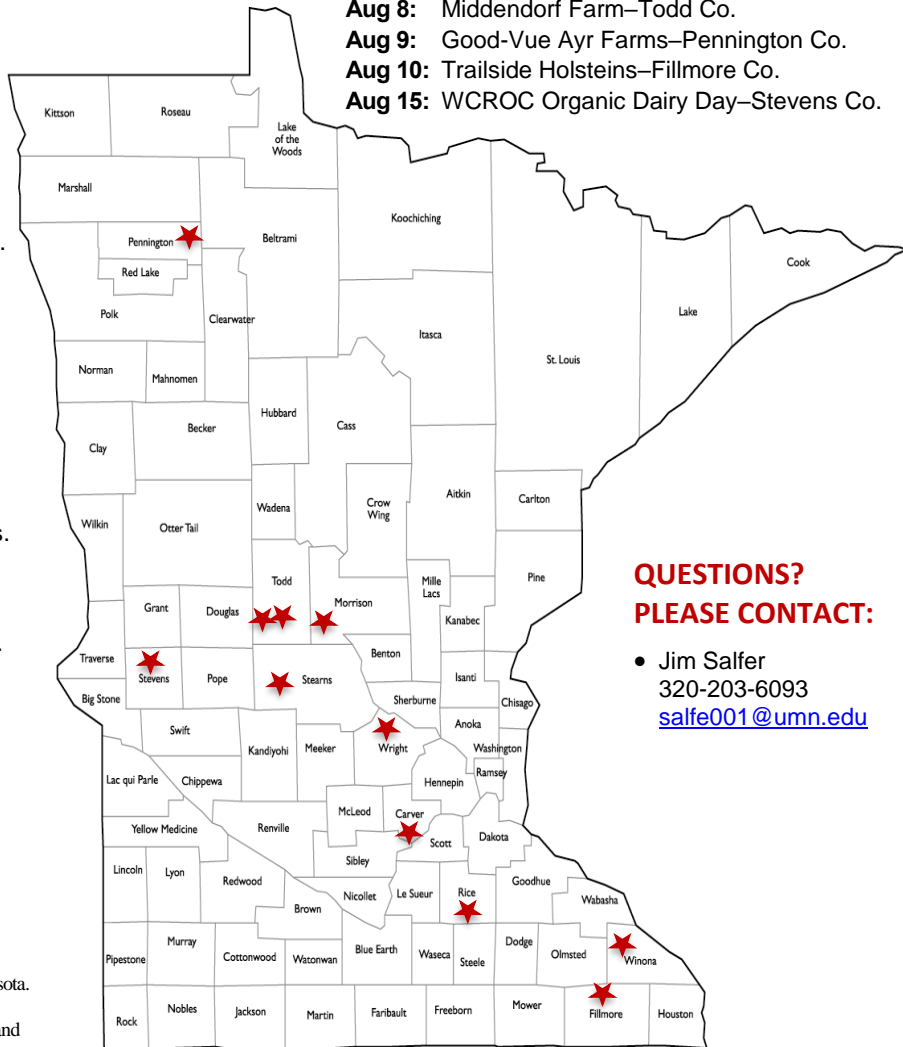 Aug 8: Middendorf Farm–Todd Co.
Aug 9: Good-Vue Ayr Farms–Pennington Co.
Aug 10: Trailside Holsteins–Fillmore Co.
Aug 15: WCROC Organic Dairy Day–Stevens Co.
Kittson
Roseau
Lake
of the
Woods
Marshall
Koochiching
Pennington
Beltrami
Red Lake
Cook
Polk
Clearwater
Lake
Itasca
St. Louis
Norman
Mahnomen
Hubbard
Cass
Becker
Clay
Aitkin
Carlton
Wadena
Crow
Wing
Wilkin
Otter Tail
s.
Pine
Todd
Mille
Lacs
Morrison
Grant
Douglas
Kanabec
Benton
Traverse
Stevens
Pope
Stearns
Isanti
Big Stone
Sherburne
Chisago
Swift
Anoka
Kandiyohi
Meeker
Wright
Washington
Ramsey
Lac qui Parle
Chippewa
Hennepin
McLeod
Carver
Yellow Medicine
Renville
Scott
Dakota
Sibley
Lincoln
Lyon
Redwood
Nicollet
Le Sueur
Rice
Goodhue
Wabasha
Brown
Murray
Pipestone
Cottonwood
Watonwan
Blue Earth
Waseca
Steele
Dodge
Olmsted
Winona
Rock
Nobles
Jackson
Martin
Faribault
Freeborn
Mower
Fillmore
Houston
QUESTIONS?
PLEASE CONTACT:
• Jim Salfer
320-203-6093
salfe001@umn.edu
sota.
and